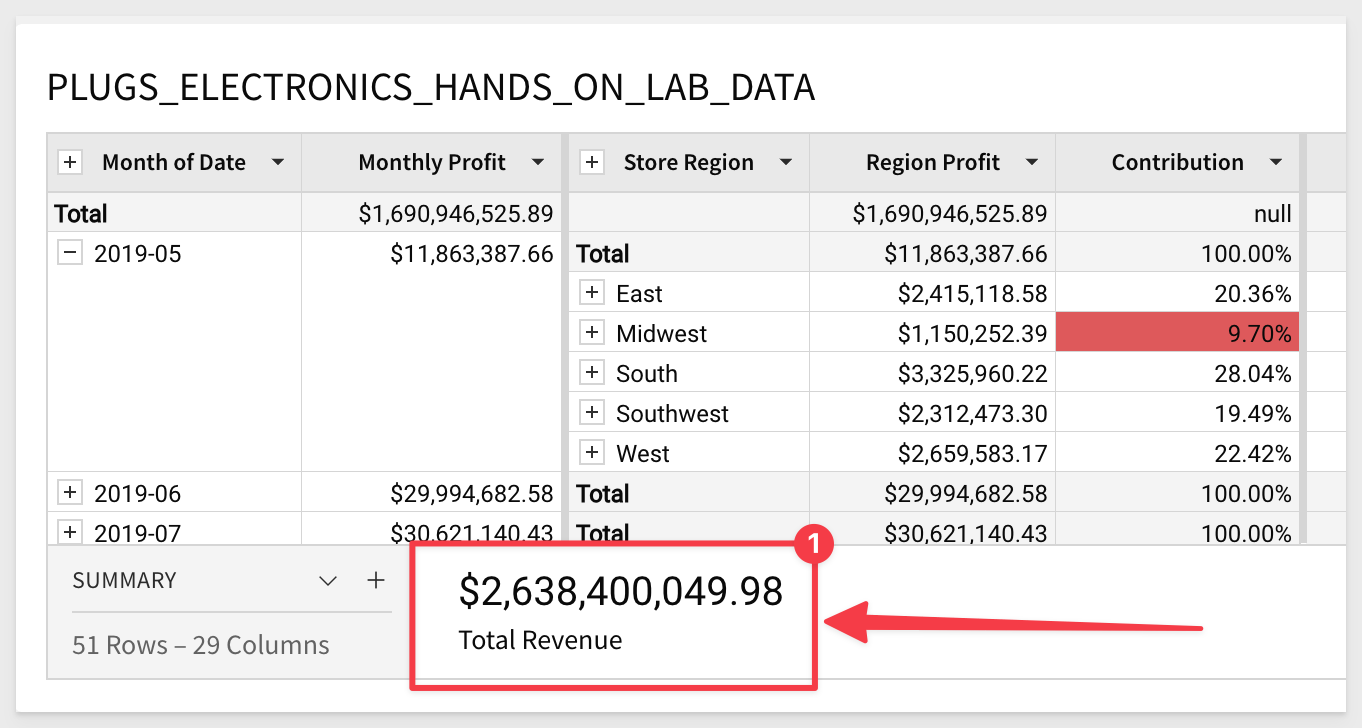 PLUGS_ELECTRONICS_HANDS_ON_LAB_DATA
+ Month of Date Monthly Profit + Store Region Region Profit Contribution
Total $1,690,946,525.89 $1,690,946,525.89 null
− 2019-05 $11,863,387.66 Total $11,863,387.66 100.00%
+ East $2,415,118.58 20.36%
+ Midwest $1,150,252.39 9.70%
+ South $3,325,960.22 28.04%
+ Southwest $2,312,473.30 19.49%
+ West $2,659,583.17 22.42%
+ 2019-06 $29,994,682.58 Total $29,994,682.58 100.00%
+ 2019-07 $30,621,140.43 Total $30,621,140.43 100.00%
1
SUMMARY +
$2,638,400,049.98
Total Revenue
51 Rows – 29 Columns